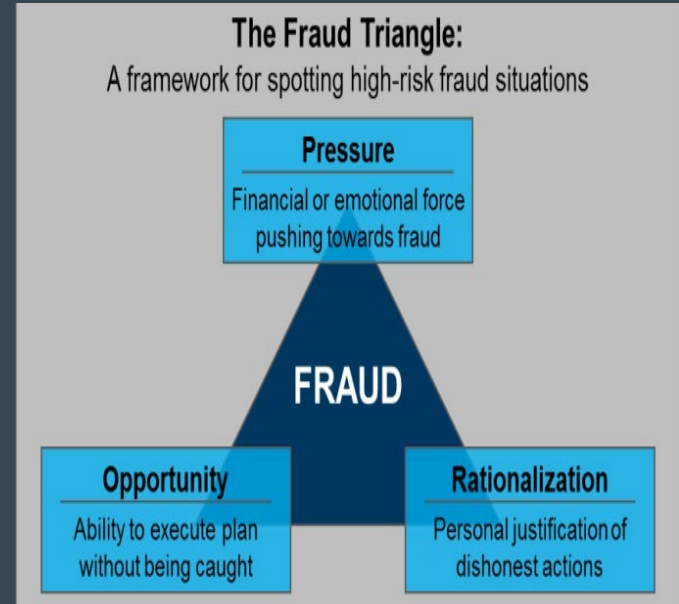 The Fraud Triangle:
A framework for spotting high-risk fraud situations
Pressure
Financial or emotional force
pushing towards fraud
FRAUD
Opportunity
Ability to execute plan
without being caught
Rationalization
Personal justification of
dishonest actions